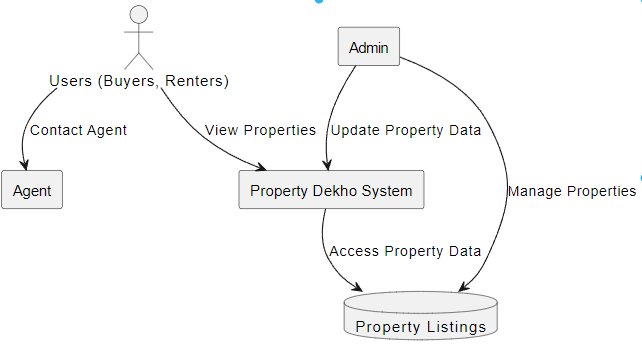 Admin
Users (Buyers, Renters)
Contact Agent
View Properties
Update Property Data
Agent
Property Dekho System
Manage Properties
Access Property Data
Property Listings